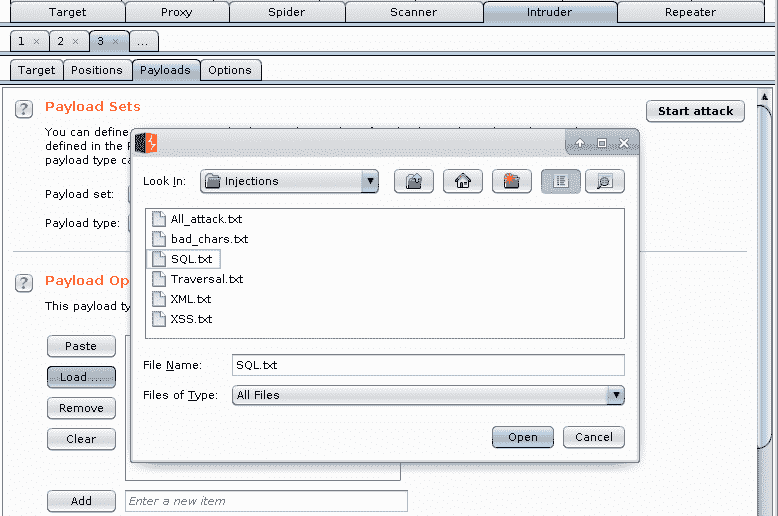 Target Proxy Spider Scanner Intruder Repeater
1 × 2 × 3 × ...
Target Positions Payloads Options
? Payload Sets Start attack
You can define
defined in the
payload type ca
Look In: Injections
Payload set:
Payload type:
All_attack.txt
bad_chars.txt
SQL.txt
Traversal.txt
XML.txt
XSS.txt
? Payload Op
This payload ty
Paste
Load ...
Remove
Clear
File Name: SQL.txt
Files of Type: All Files
Open Cancel
Add Enter a new item